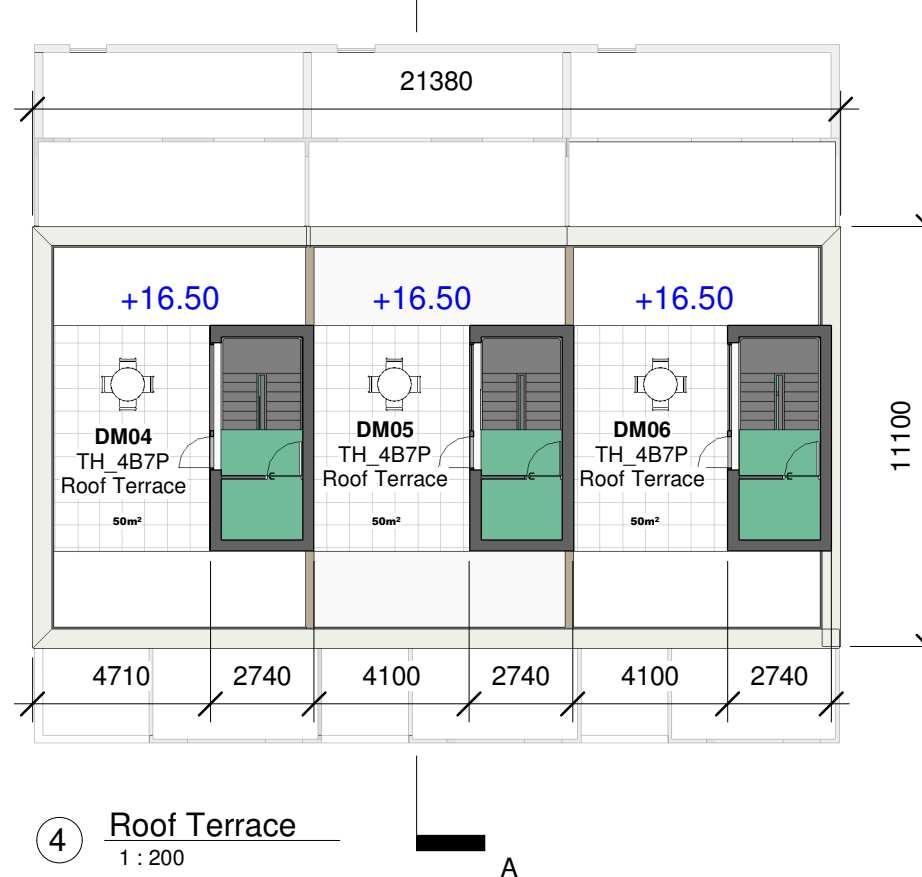 21380
+16.50 +16.50 +16.50
DM04
TH_4B7P
Roof Terrace
50m²
DM05
TH_4B7P
Roof Terrace
50m²
DM06
TH_4B7P
Roof Terrace
50m²
11100
4710 2740 4100 2740 4100 2740
4 Roof Terrace
1 : 200
A